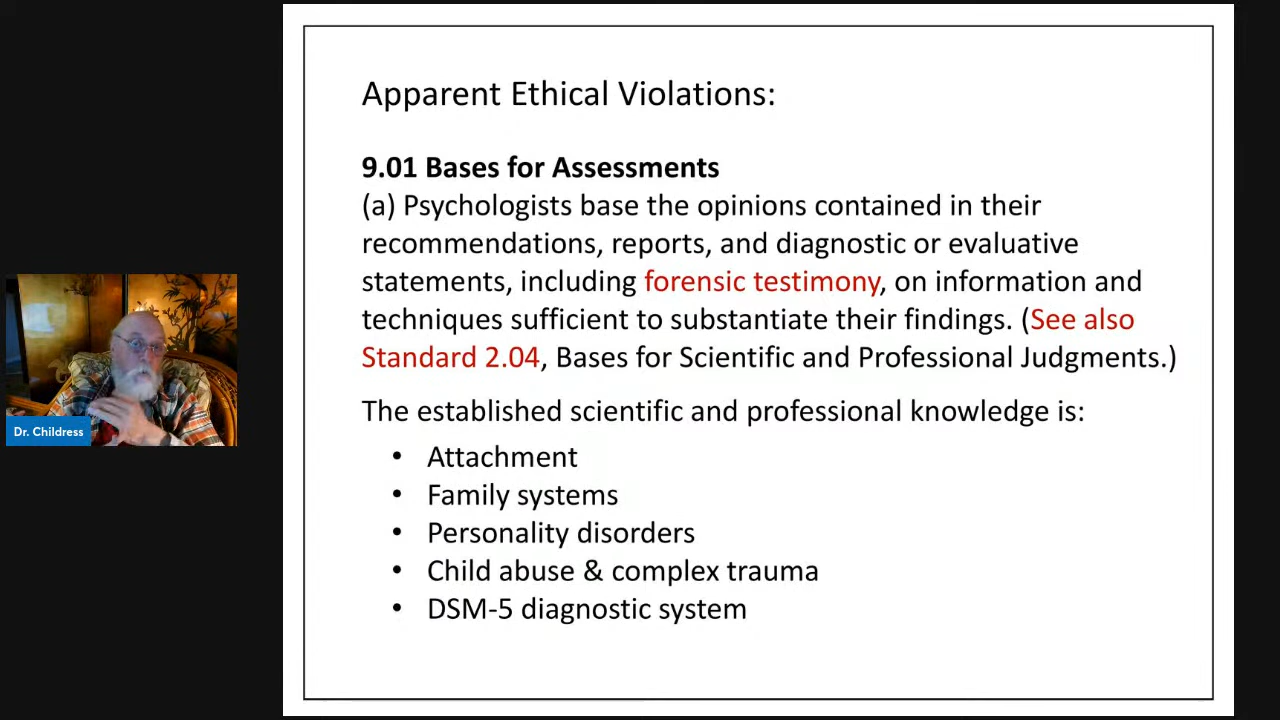 Apparent Ethical Violations:
9.01 Bases for Assessments
(a) Psychologists base the opinions contained in their
recommendations, reports, and diagnostic or evaluative
statements, including forensic testimony, on information and
techniques sufficient to substantiate their findings. (See also
Standard 2.04, Bases for Scientific and Professional Judgments.)
The established scientific and professional knowledge is:
• Attachment
• Family systems
• Personality disorders
• Child abuse & complex trauma
• DSM-5 diagnostic system
Dr. Childress